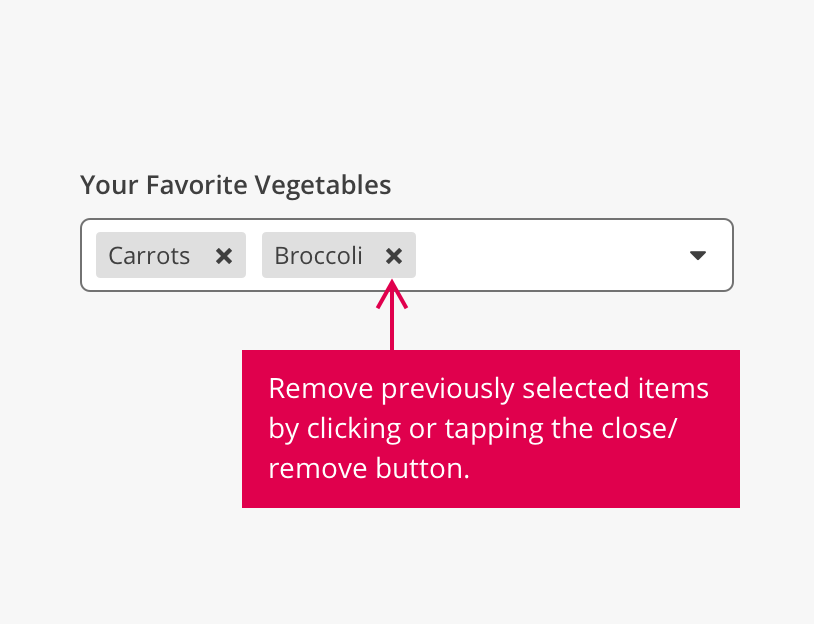 Your Favorite Vegetables
Carrots Broccoli
Remove previously selected items
by clicking or tapping the close/
remove button.